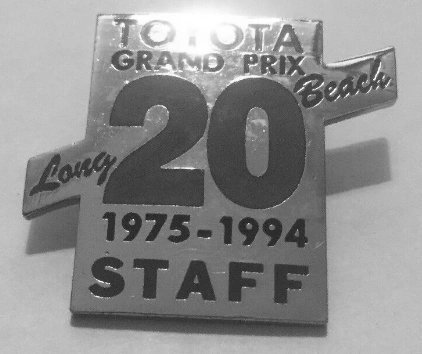 TOYOTA
GRAND PRIX
Long Beach
20
1975-1994
STAFF